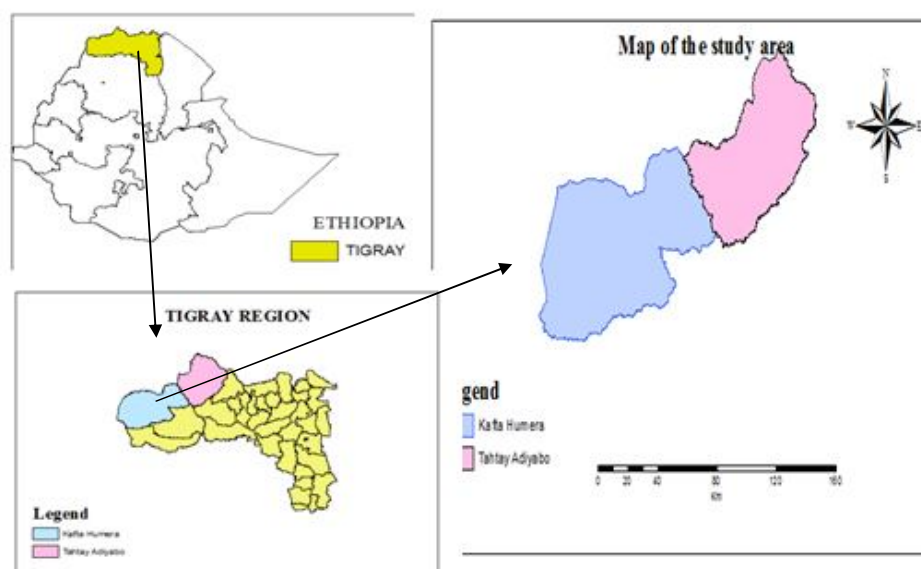 ETHIOPIA
TIGRAY
Map of the study area
N
W
E
S
gend
Kafta Humera
Tahtay Adiyabo
0 20 40 80 120 160
Km
TIGRAY REGION
Legend
Kafta Humera
Tahtay Adiyabo